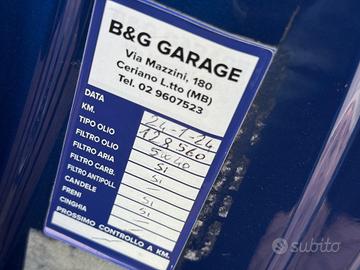 B&G GARAGE
Via Mazzini, 180
Ceriano L.tto (MB)
Tel. 02 9607523
DATA 24-1-24
KM. 128560
TIPO OLIO 5W40
FILTRO OLIO SI
FILTRO ARIA SI
FILTRO CARB.
FILTRO ANTIPOLL. SI
CANDELE SI
FRENI
CINGHIA
PROSSIMO CONTROLLO A KM.
subito